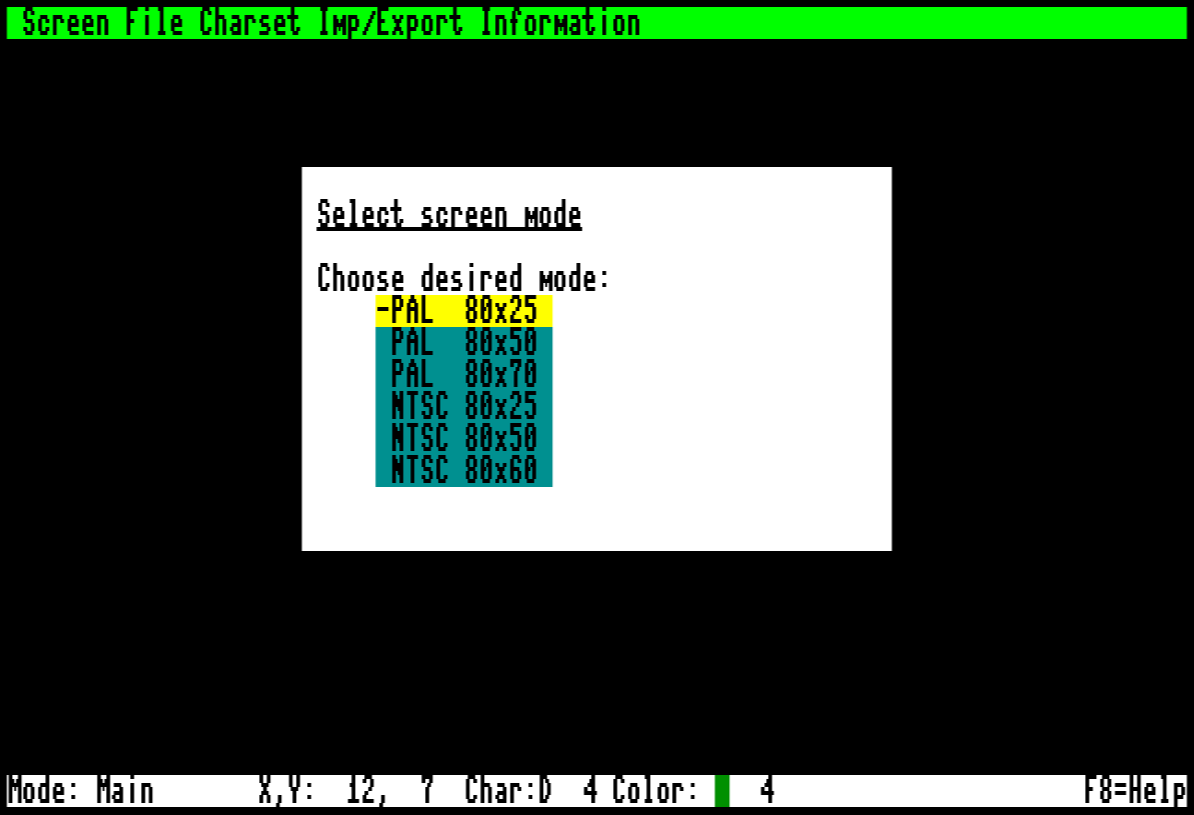 Screen File Charset Imp/Export Information
Select screen mode
Choose desired mode:
-PAL  80x25
PAL  80x50
PAL  80x70
NTSC 80x25
NTSC 80x50
NTSC 80x60
Mode: Main       X,Y:  12,  7  Char:D  4 Color:    4                     F8=Help